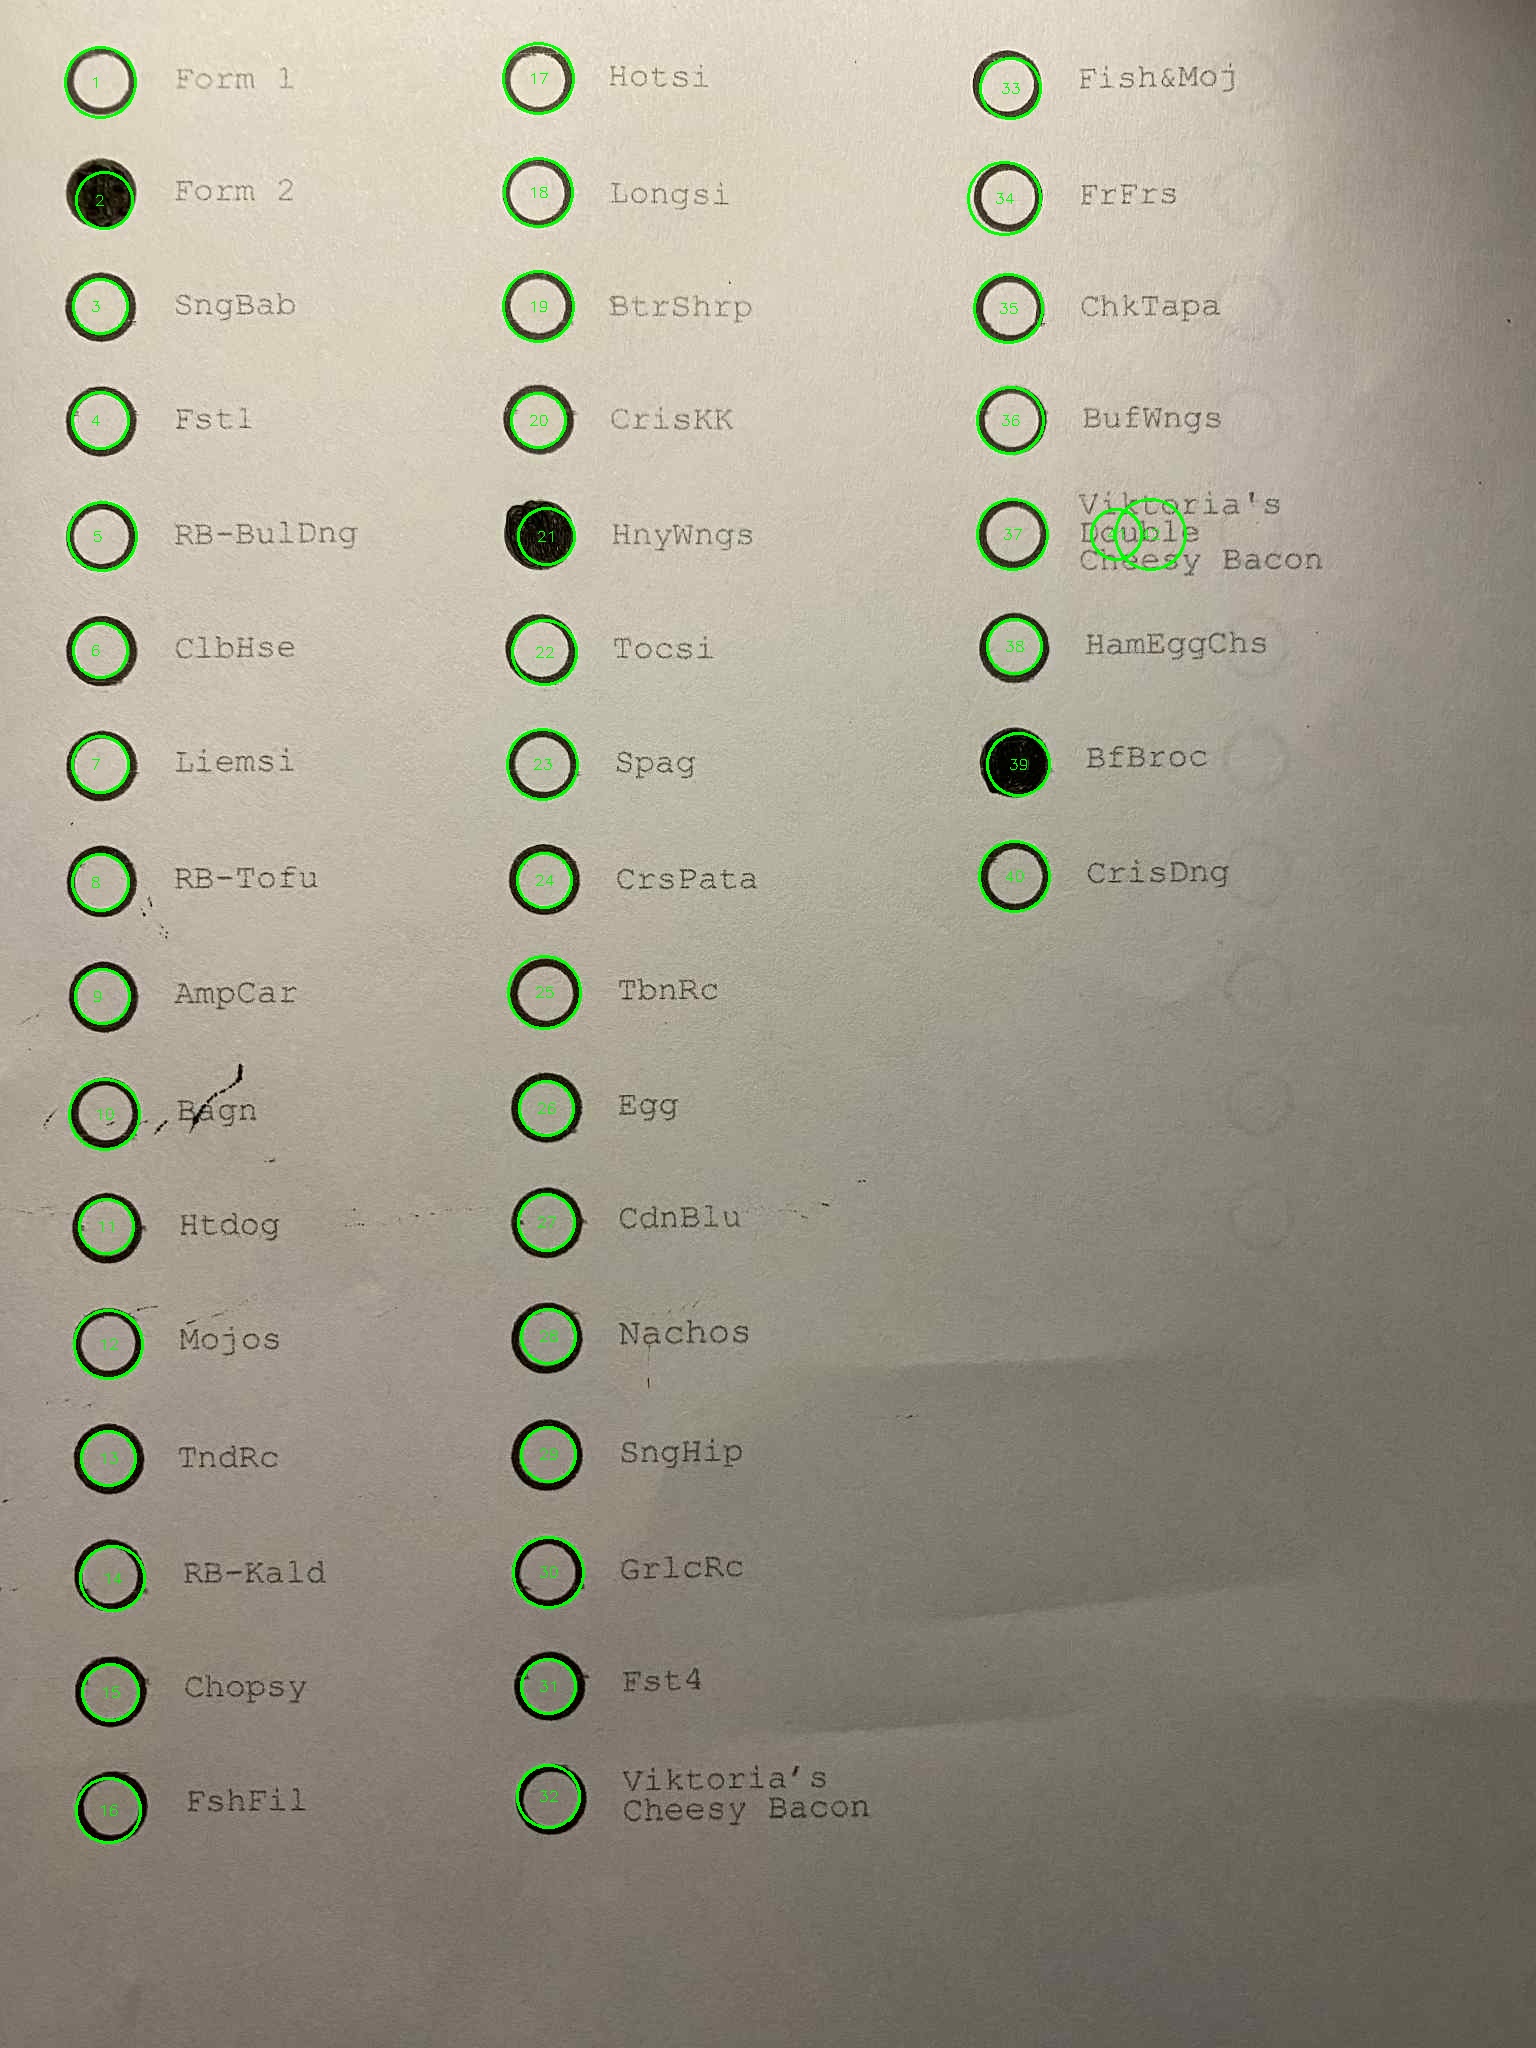 1 Form 1
2 Form 2
3 SngBab
4 Fstl
5 RB-BulDng
6 ClbHse
7 Liemsi
8 RB-Tofu
9 AmpCar
10 Bagn
11 Htdog
12 Mojos
13 TndRc
14 RB-Kald
15 Chopsy
16 FshFil
17 Hotsi
18 Longsi
19 BtrShrp
20 CrisKK
21 HnyWngs
22 Tocsi
23 Spag
24 CrsPata
25 TbnRc
26 Egg
27 CdnBlu
28 Nachos
29 SngHip
30 GrlcRc
31 Fst4
32 Viktoria's
Cheesy Bacon
33 Fish&Moj
34 FrFrs
35 ChkTapa
36 BufWngs
37 Viktoria's
Double
Cheesy Bacon
38 HamEggChs
39 BfBroc
40 CrisDng